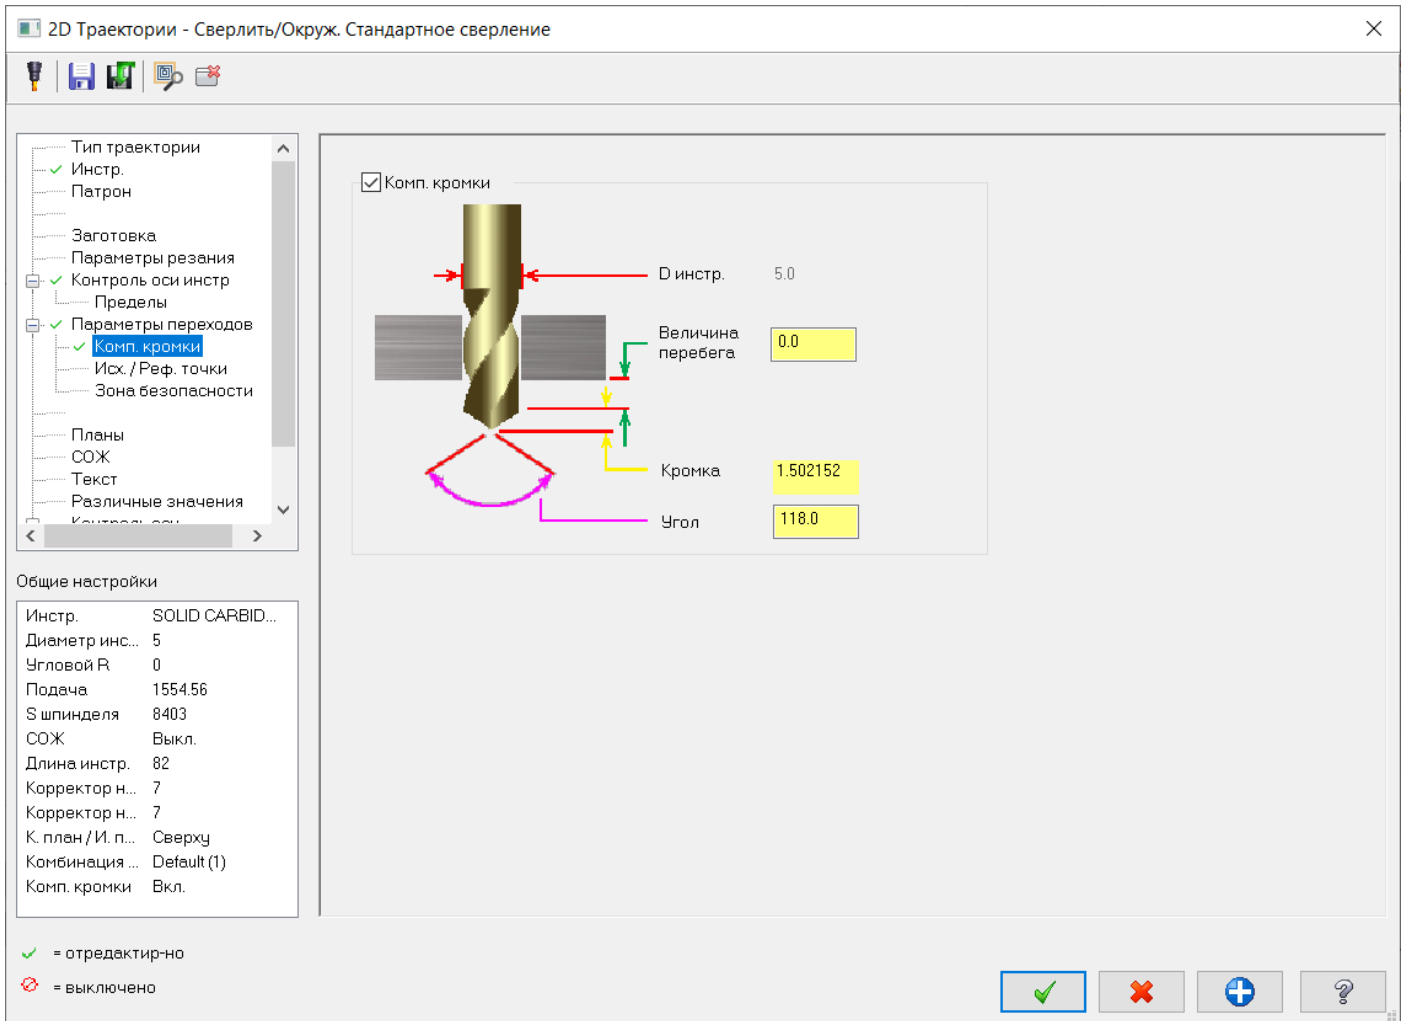 2D Траектории - Сверлить/Окруж. Стандартное сверление
Тип траектории
Инстр.
Патрон
Заготовка
Параметры резания
Контроль оси инстр
Пределы
Параметры переходов
Комп. кромки
Исх. / Реф. точки
Зона безопасности
Планы
СОЖ
Текст
Различные значения
Комп. кромки
D инстр. 5.0
Величина перебега 0.0
Кромка 1.502152
Угол 118.0
Общие настройки
Инстр. SOLID CARBID...
Диаметр инс... 5
Угловой R 0
Подача 1554.56
S шпинделя 8403
СОЖ Выкл.
Длина инстр. 82
Корректор н... 7
Корректор н... 7
К. план / И. п... Сверху
Комбинация ... Default (1)
Комп. кромки Вкл.
= отредактир-но
= выключено